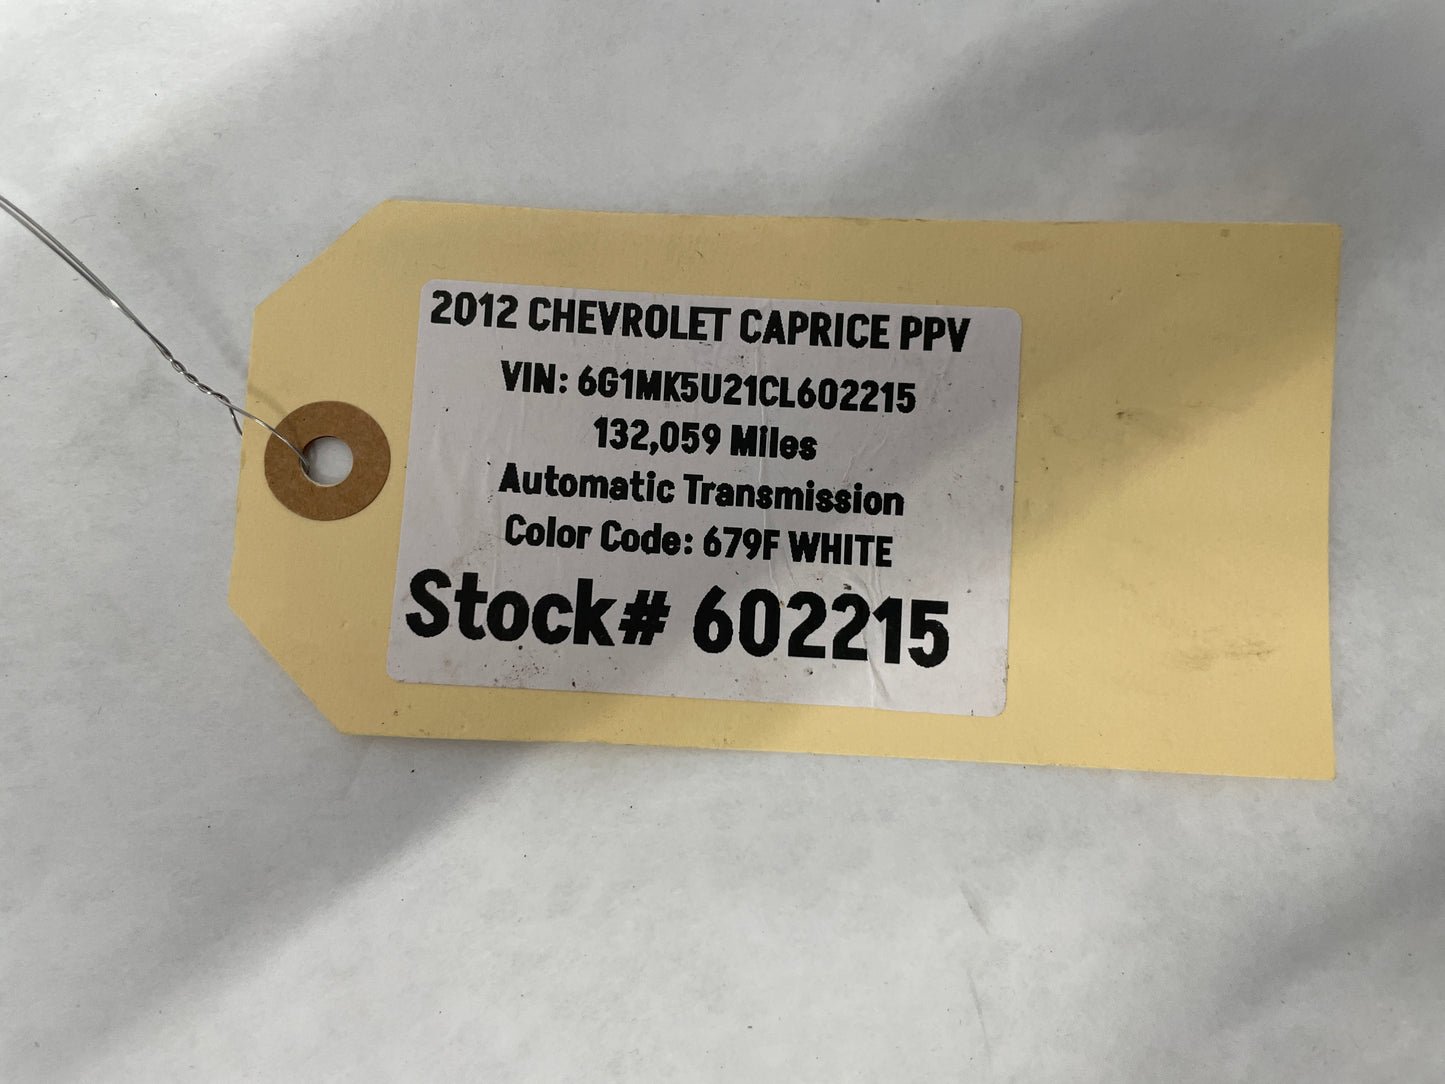 2012 CHEVROLET CAPRICE PPV
VIN: 6G1MK5U21CL602215
132,059 Miles
Automatic Transmission
Color Code: 679F WHITE
Stock# 602215